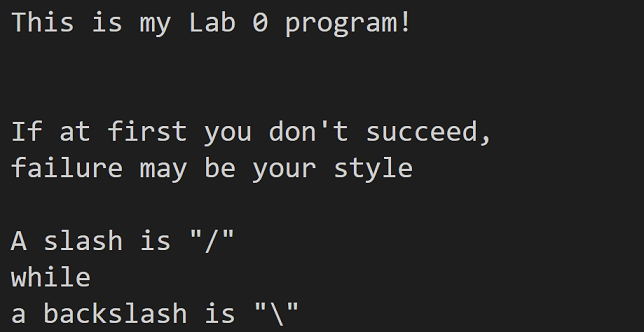 This is my Lab 0 program!
If at first you don't succeed,
failure may be your style
A slash is "/"
while
a backslash is "\"